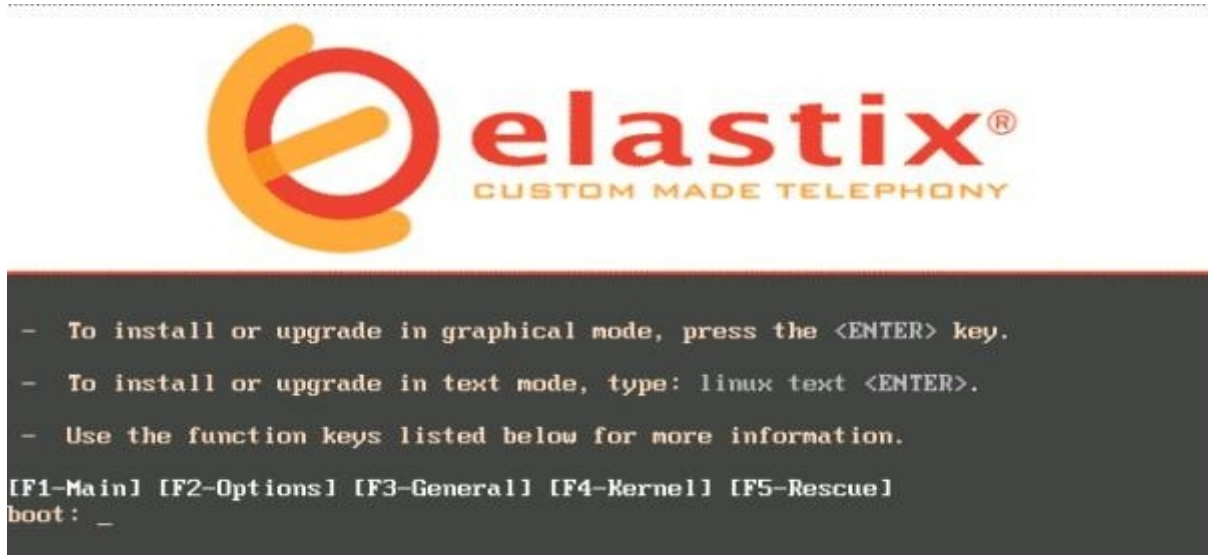 elastix®
CUSTOM MADE TELEPHONY
- To install or upgrade in graphical mode, press the <ENTER> key.
- To install or upgrade in text mode, type: linux text <ENTER>.
- Use the function keys listed below for more information.
[F1-Main] [F2-Options] [F3-General] [F4-Kernel] [F5-Rescue]
boot: _